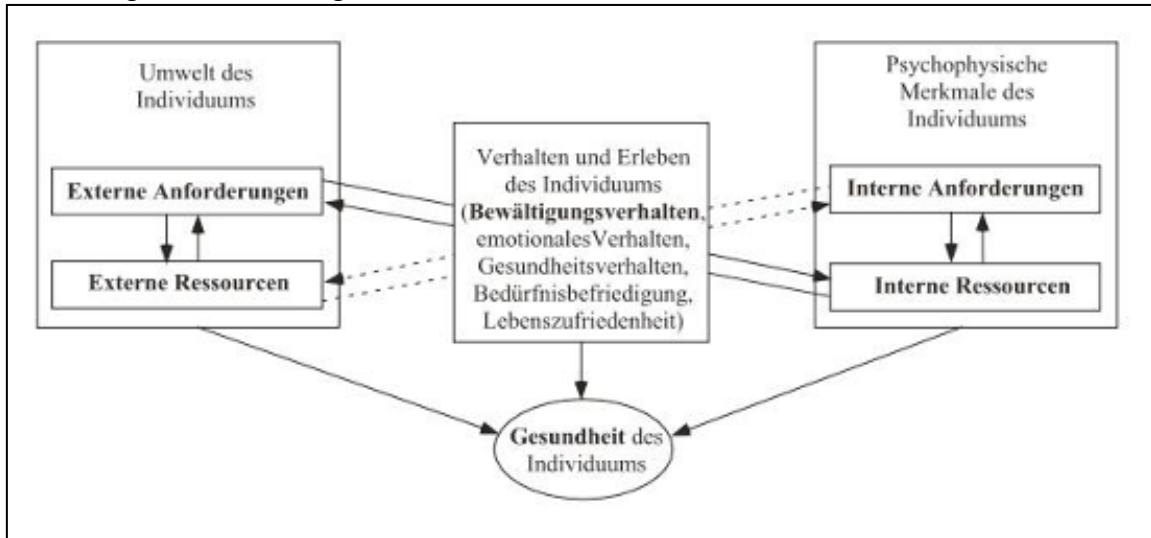 Umwelt des
Individuums
Externe Anforderungen
Externe Ressourcen
Verhalten und Erleben
des Individuums
(Bewältigungsverhalten,
emotionalesVerhalten,
Gesundheitsverhalten,
Bedürfnisbefriedigung,
Lebenszufriedenheit)
Psychophysische
Merkmale des
Individuums
Interne Anforderungen
Interne Ressourcen
Gesundheit des
Individuums